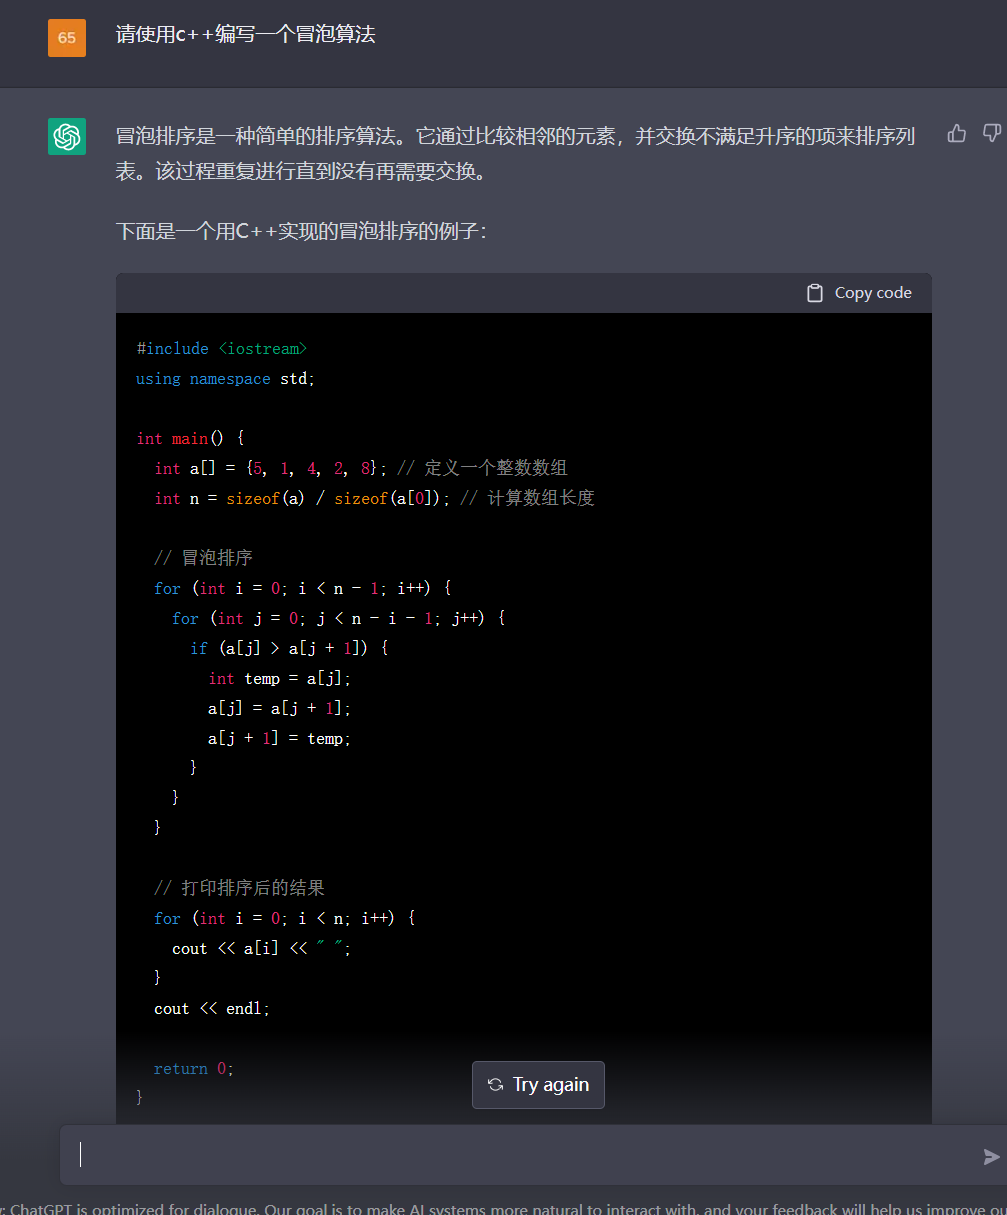 65
请使用c++编写一个冒泡算法
冒泡排序是一种简单的排序算法。它通过比较相邻的元素，并交换不满足升序的项来排序列
表。该过程重复进行直到没有再需要交换。
下面是一个用C++实现的冒泡排序的例子：
Copy code
#include <iostream>
using namespace std;
int main() {
  int a[] = {5, 1, 4, 2, 8}; // 定义一个整数数组
  int n = sizeof(a) / sizeof(a[0]); // 计算数组长度
  // 冒泡排序
  for (int i = 0; i < n - 1; i++) {
    for (int j = 0; j < n - i - 1; j++) {
      if (a[j] > a[j + 1]) {
        int temp = a[j];
        a[j] = a[j + 1];
        a[j + 1] = temp;
      }
    }
  }
  // 打印排序后的结果
  for (int i = 0; i < n; i++) {
    cout << a[i] << " ";
  }
  cout << endl;
  return 0;
}
Try again
: ChatGPT is optimized for dialogue. Our goal is to make AI systems more natural to interact with, and your feedback will help us improve